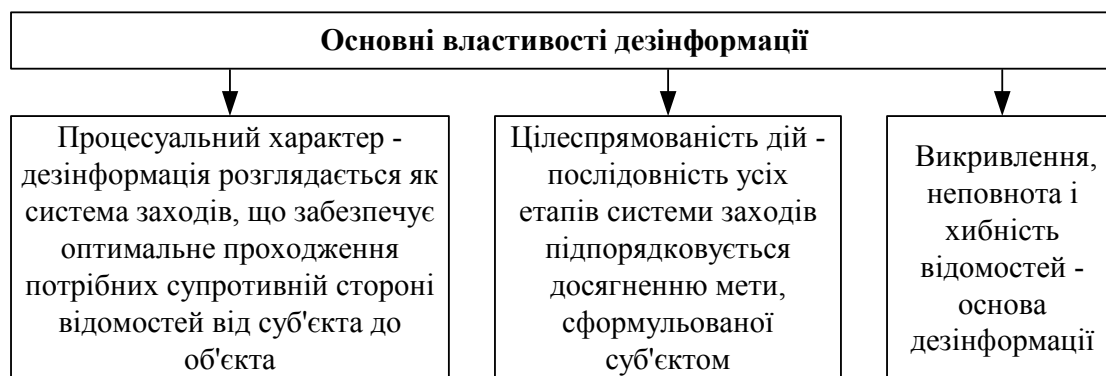 Основні властивості дезінформації
Процесуальний характер -
дезінформація розглядається як
система заходів, що забезпечує
оптимальне проходження
потрібних супротивній стороні
відомостей від суб'єкта до
об'єкта
Цілеспрямованість дій -
послідовність усіх
етапів системи заходів
підпорядковується
досягненню мети,
сформульованої
суб'єктом
Викривлення,
неповнота і
хибність
відомостей -
основа
дезінформації